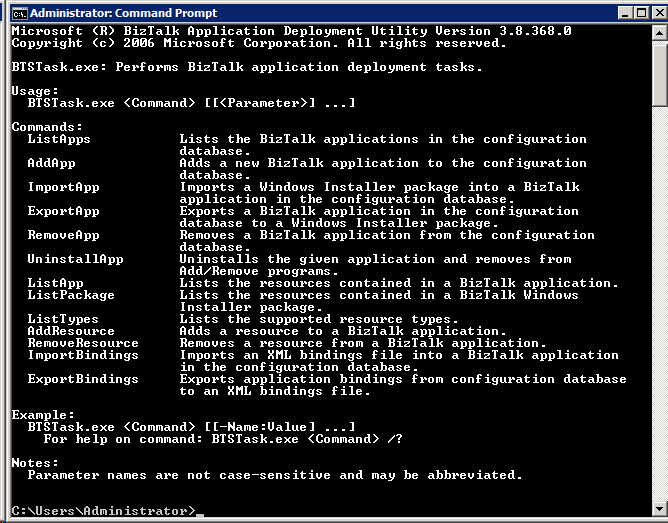 Administrator: Command Prompt
Microsoft (R) BizTalk Application Deployment Utility Version 3.8.368.0
Copyright (c) 2006 Microsoft Corporation. All rights reserved.
BTSTask.exe: Performs BizTalk application deployment tasks.
Usage:
BTSTask.exe <Command> [[<Parameter>] ...]
Commands:
ListApps Lists the BizTalk applications in the configuration
database.
AddApp Adds a new BizTalk application to the configuration
database.
ImportApp Imports a Windows Installer package into a BizTalk
application in the configuration database.
ExportApp Exports a BizTalk application in the configuration
database to a Windows Installer package.
RemoveApp Removes a BizTalk application from the configuration
database.
UninstallApp Uninstalls the given application and removes from
Add/Remove programs.
ListApp Lists the resources contained in a BizTalk application.
ListPackage Lists the resources contained in a BizTalk Windows
Installer package.
ListTypes Lists the supported resource types.
AddResource Adds a resource to a BizTalk application.
RemoveResource Removes a resource from a BizTalk application.
ImportBindings Imports an XML bindings file into a BizTalk application
in the configuration database.
ExportBindings Exports application bindings from configuration database
to an XML bindings file.
Example:
BTSTask.exe <Command> [[-Name:Value] ...]
For help on command: BTSTask.exe <Command> /?
Notes:
Parameter names are not case-sensitive and may be abbreviated.
C:\Users\Administrator>_